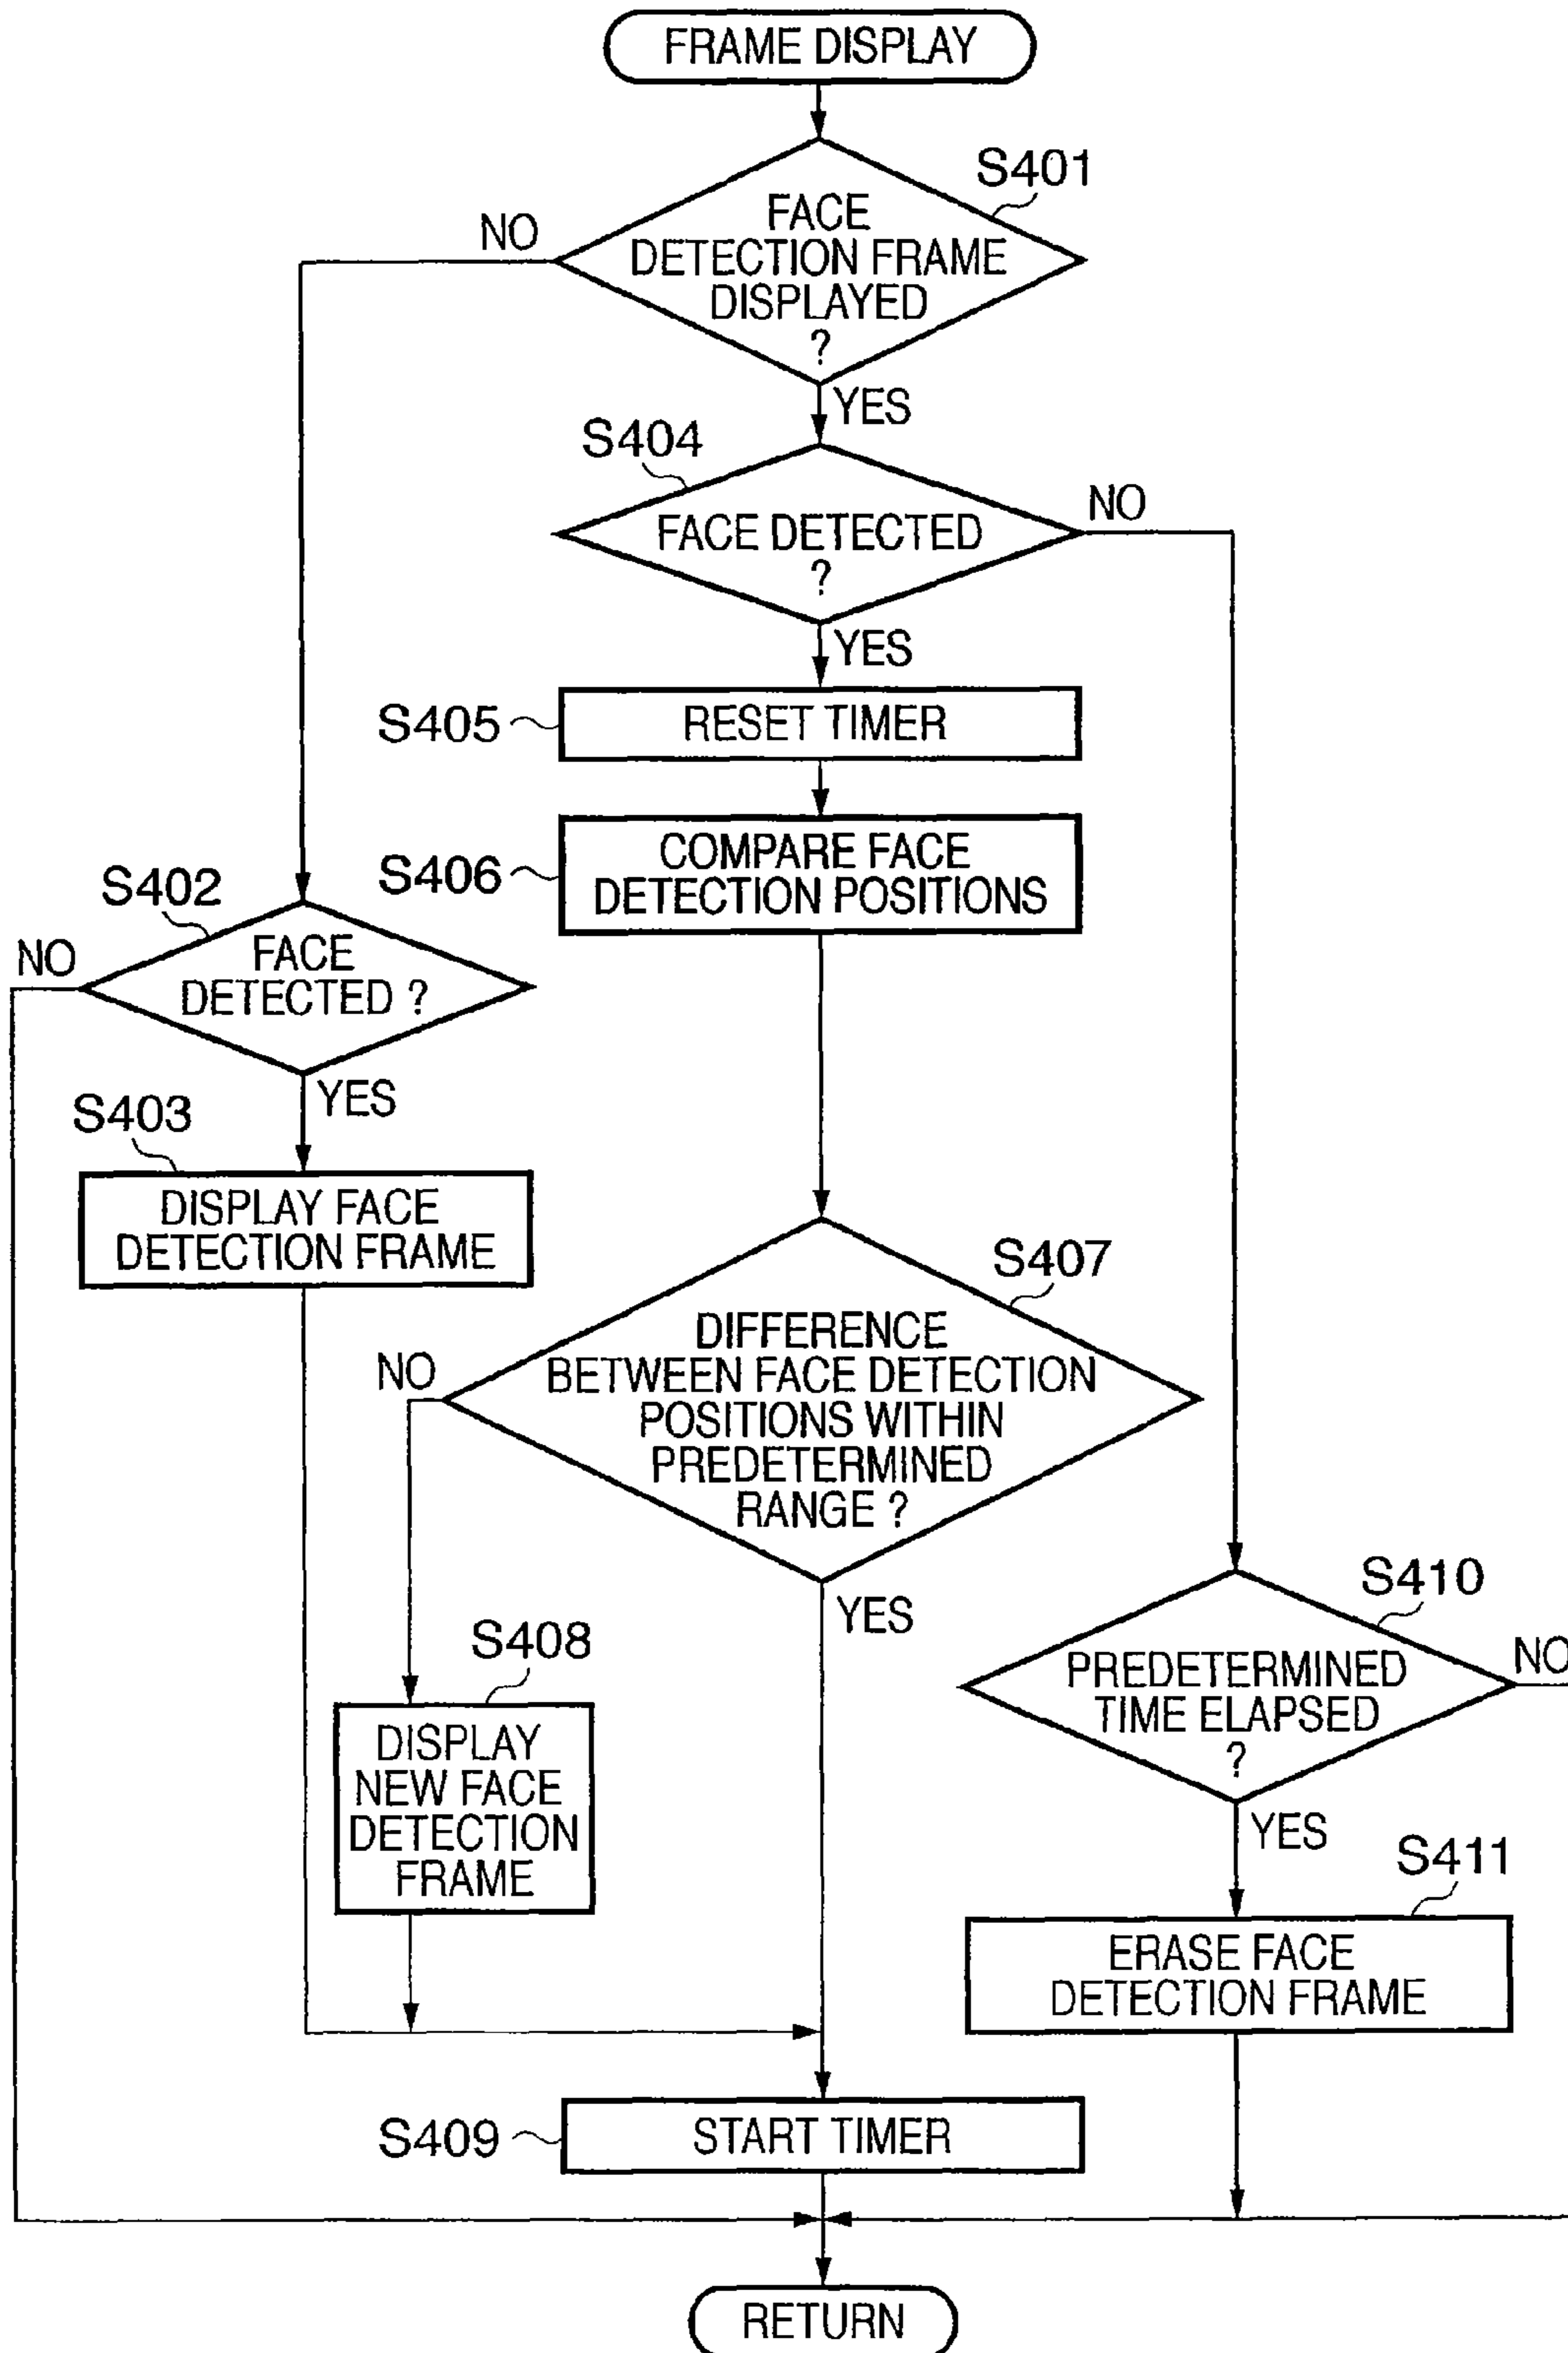 FRAME DISPLAY
S401
FACE
DETECTION FRAME
DISPLAYED
?
NO
YES
S404
FACE DETECTED
?
NO
YES
S405
RESET TIMER
S406
COMPARE FACE
DETECTION POSITIONS
S402
FACE
DETECTED ?
NO
YES
S403
DISPLAY FACE
DETECTION FRAME
S407
DIFFERENCE
BETWEEN FACE DETECTION
POSITIONS WITHIN
PREDETERMINED
RANGE ?
NO
YES
S408
DISPLAY
NEW FACE
DETECTION
FRAME
S410
PREDETERMINED
TIME ELAPSED
?
NO
YES
S411
ERASE FACE
DETECTION FRAME
S409
START TIMER
RETURN